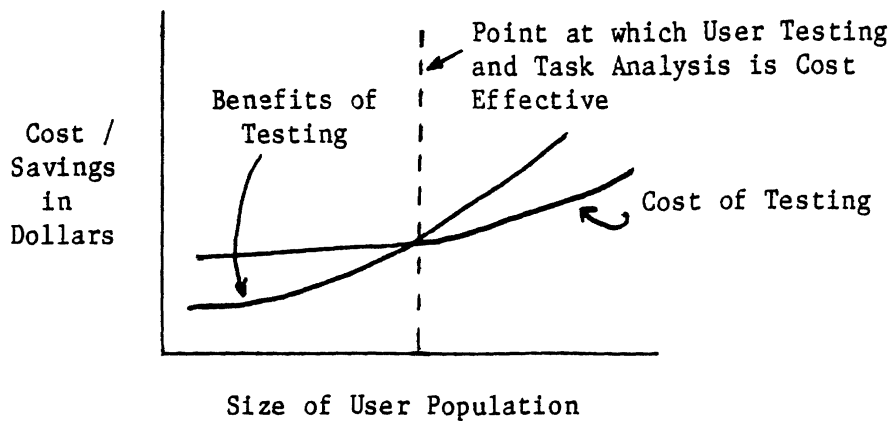 Point at which User Testing
and Task Analysis is Cost
Effective
Benefits of
Testing
Cost /
Savings
in
Dollars
Cost of Testing
Size of User Population